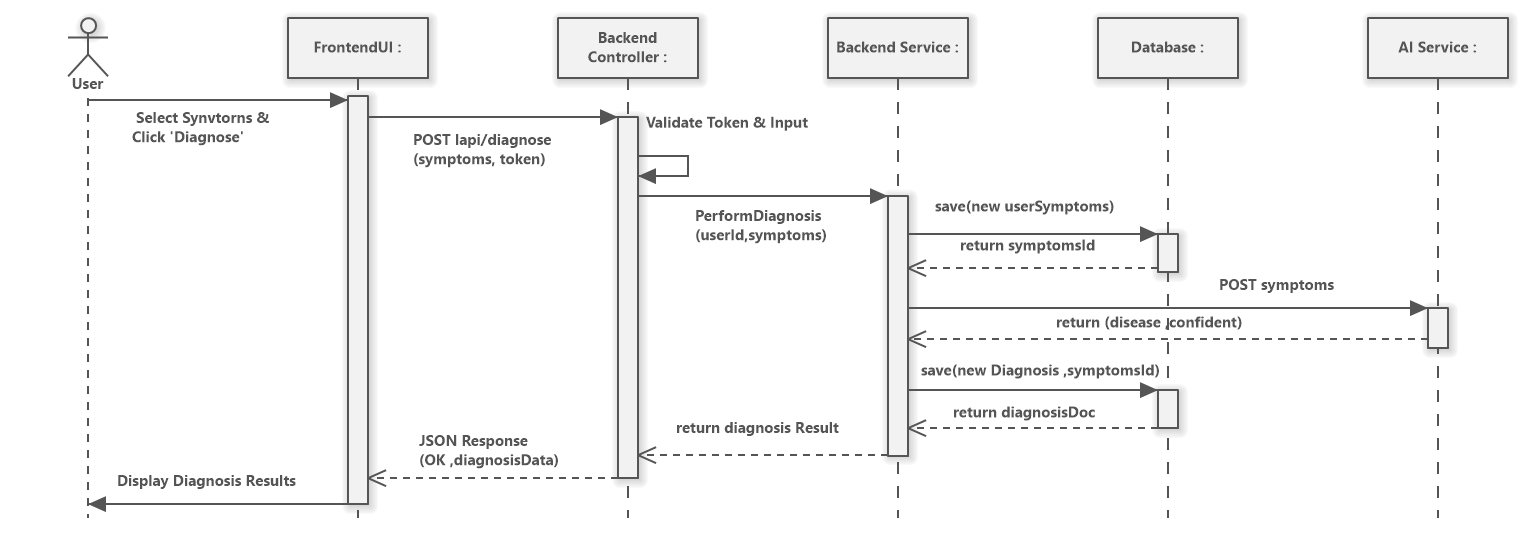 User
FrontendUI :
Backend
Controller :
Backend Service :
Database :
AI Service :
Select Synvtorns &
Click 'Diagnose'
POST lapi/diagnose
(symptoms, token)
Validate Token & Input
PerformDiagnosis
(userId,symptoms)
save(new userSymptoms)
return symptomsId
POST symptoms
return (disease ,confident)
save(new Diagnosis ,symptomsId)
return diagnosisDoc
return diagnosis Result
JSON Response
(OK ,diagnosisData)
Display Diagnosis Results